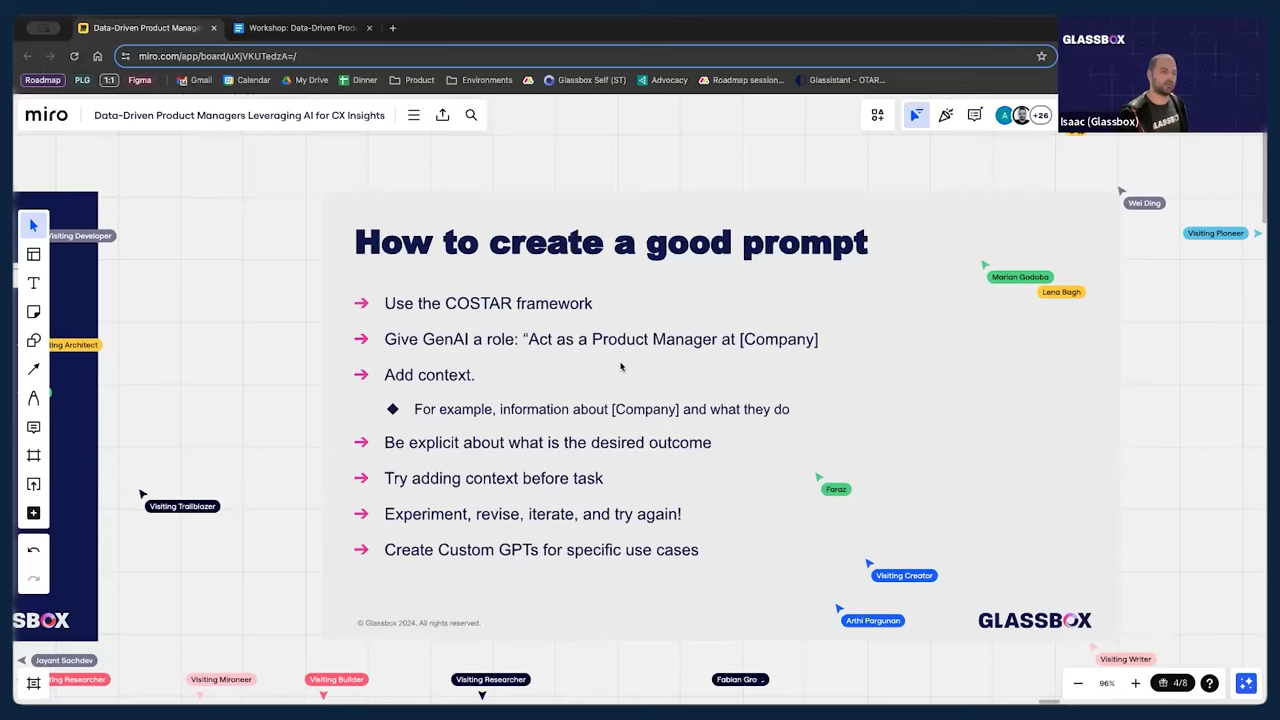 Data-Driven Product Manage
Workshop: Data-Driven Prod
miro.com/app/board/uXjVKUTedzA=/
Roadmap
PLG
1:1
Figma
Gmail
Calendar
My Drive
Dinner
Product
Environments
Glassbox Self (ST)
Advocacy
Roadmap session...
Glassistant - OTAR...
GLASSBOX
Isaac (Glassbox)
miro
Data-Driven Product Managers Leveraging AI for CX Insights
A
+26
Wei Ding
Visiting Pioneer
isiting Developer
How to create a good prompt
Marian Godoba
Lena Bagh
Use the COSTAR framework
ting Architect
Give GenAI a role: “Act as a Product Manager at [Company]
Add context.
For example, information about [Company] and what they do
Be explicit about what is the desired outcome
Try adding context before task
Faraz
Visiting Trailblazer
Experiment, revise, iterate, and try again!
Create Custom GPTs for specific use cases
Visiting Creator
Arthi Pargunan
SBOX
© Glassbox 2024. All rights reserved.
GLASSBOX
Jayant Sachdev
Visiting Writer
ting Researcher
Visiting Mironeer
Visiting Builder
Visiting Researcher
Fabian Gro
96%
4/8